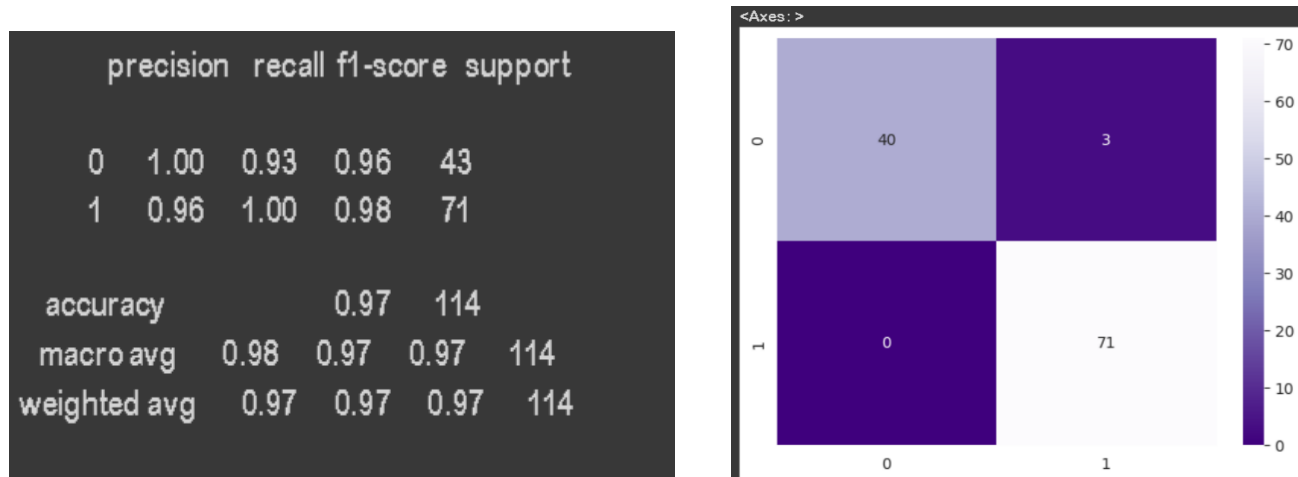 precision recall f1-score support
0 1.00 0.93 0.96 43
1 0.96 1.00 0.98 71
accuracy 0.97 114
macro avg 0.98 0.97 0.97 114
weighted avg 0.97 0.97 0.97 114
<Axes: >
0 40 3
1 0 71
0 1
70
60
50
40
30
20
10
0